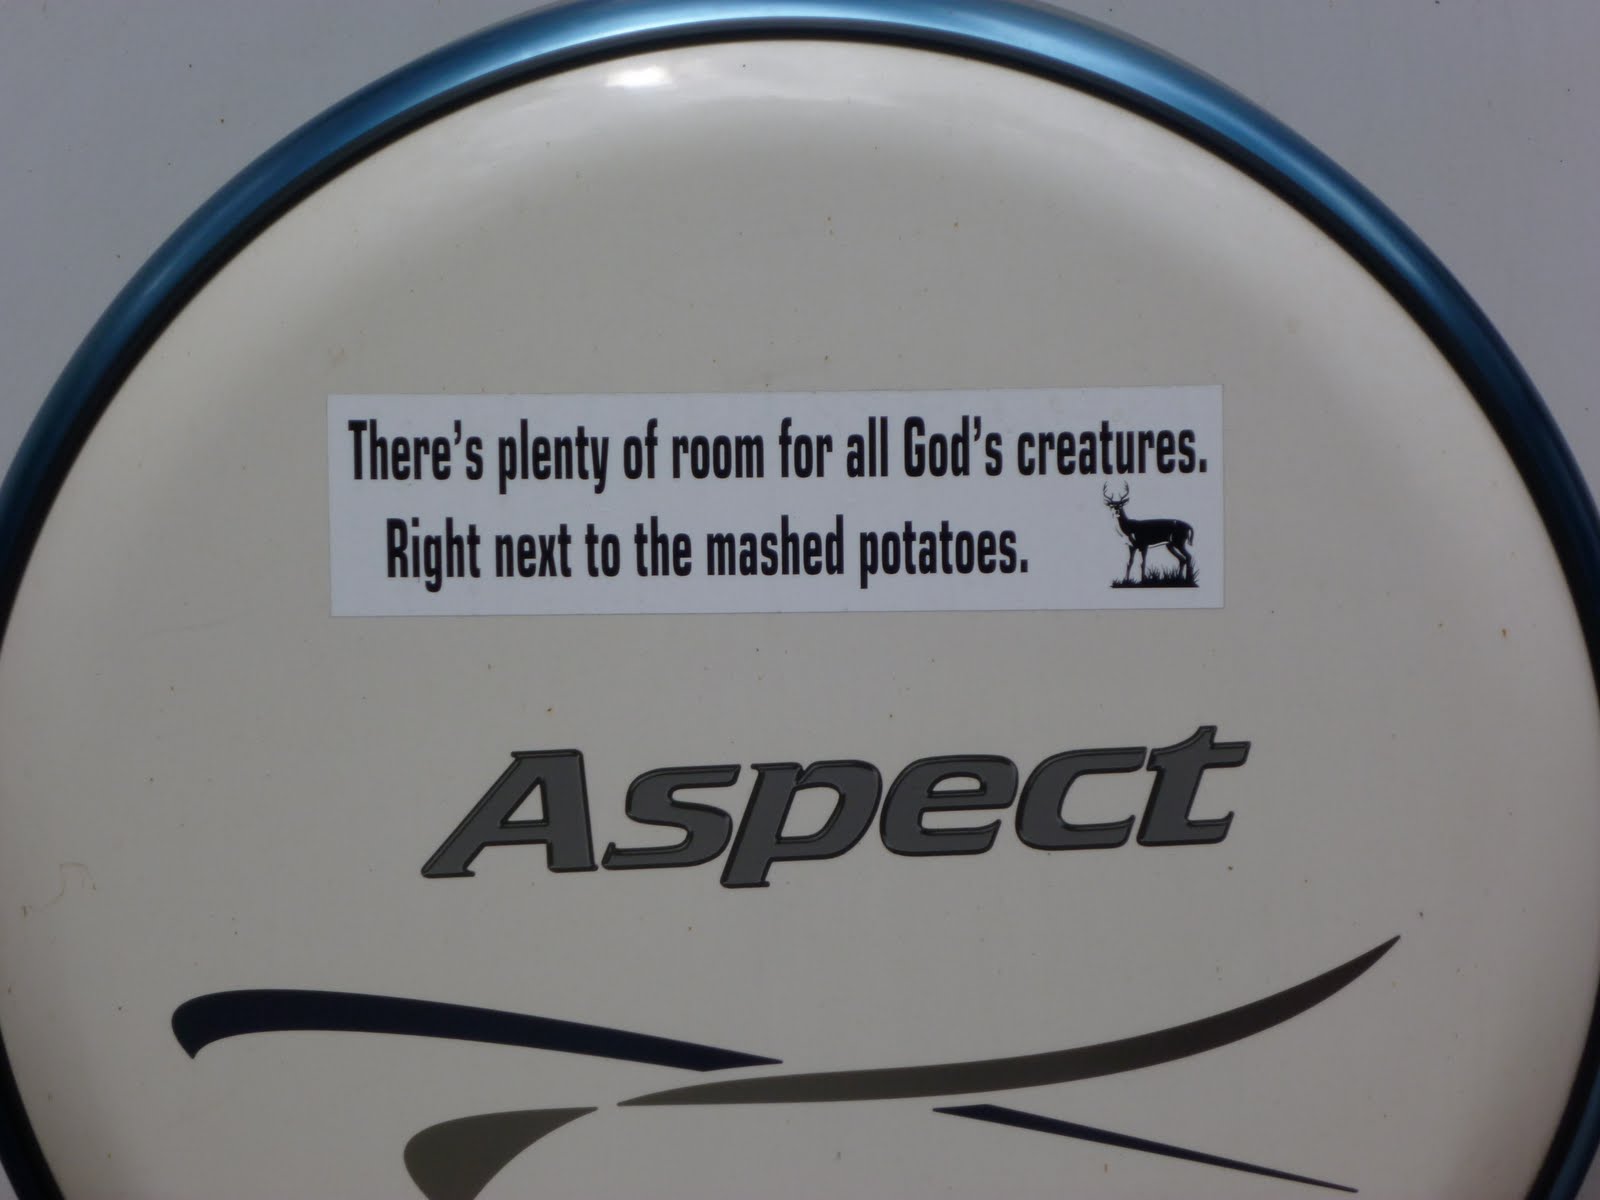 There's plenty of room for all God's creatures.
Right next to the mashed potatoes.
Aspect